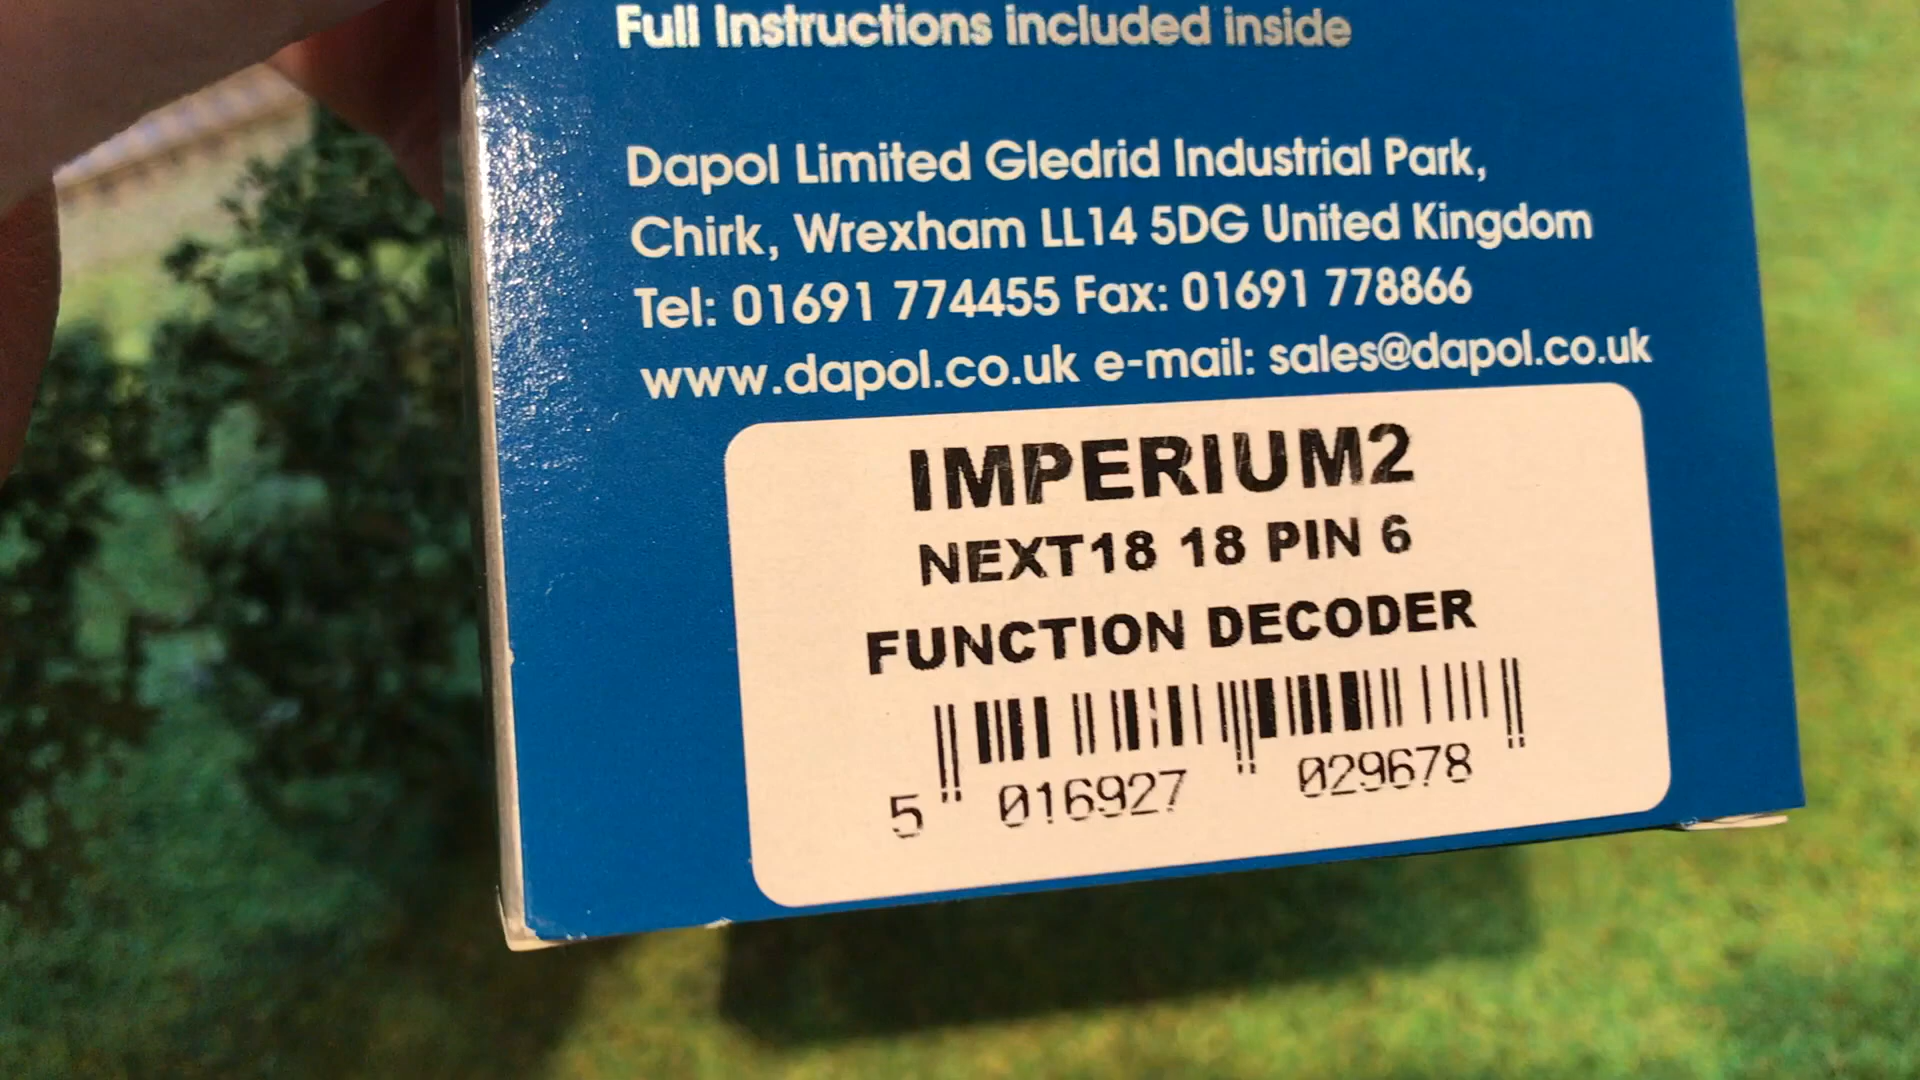 Full Instructions included inside
Dapol Limited Gledrid Industrial Park,
Chirk, Wrexham LL14 5DG United Kingdom
Tel: 01691 774455 Fax: 01691 778866
www.dapol.co.uk e-mail: sales@dapol.co.uk
IMPERIUM2
NEXT18 18 PIN 6
FUNCTION DECODER
5 016927 029678